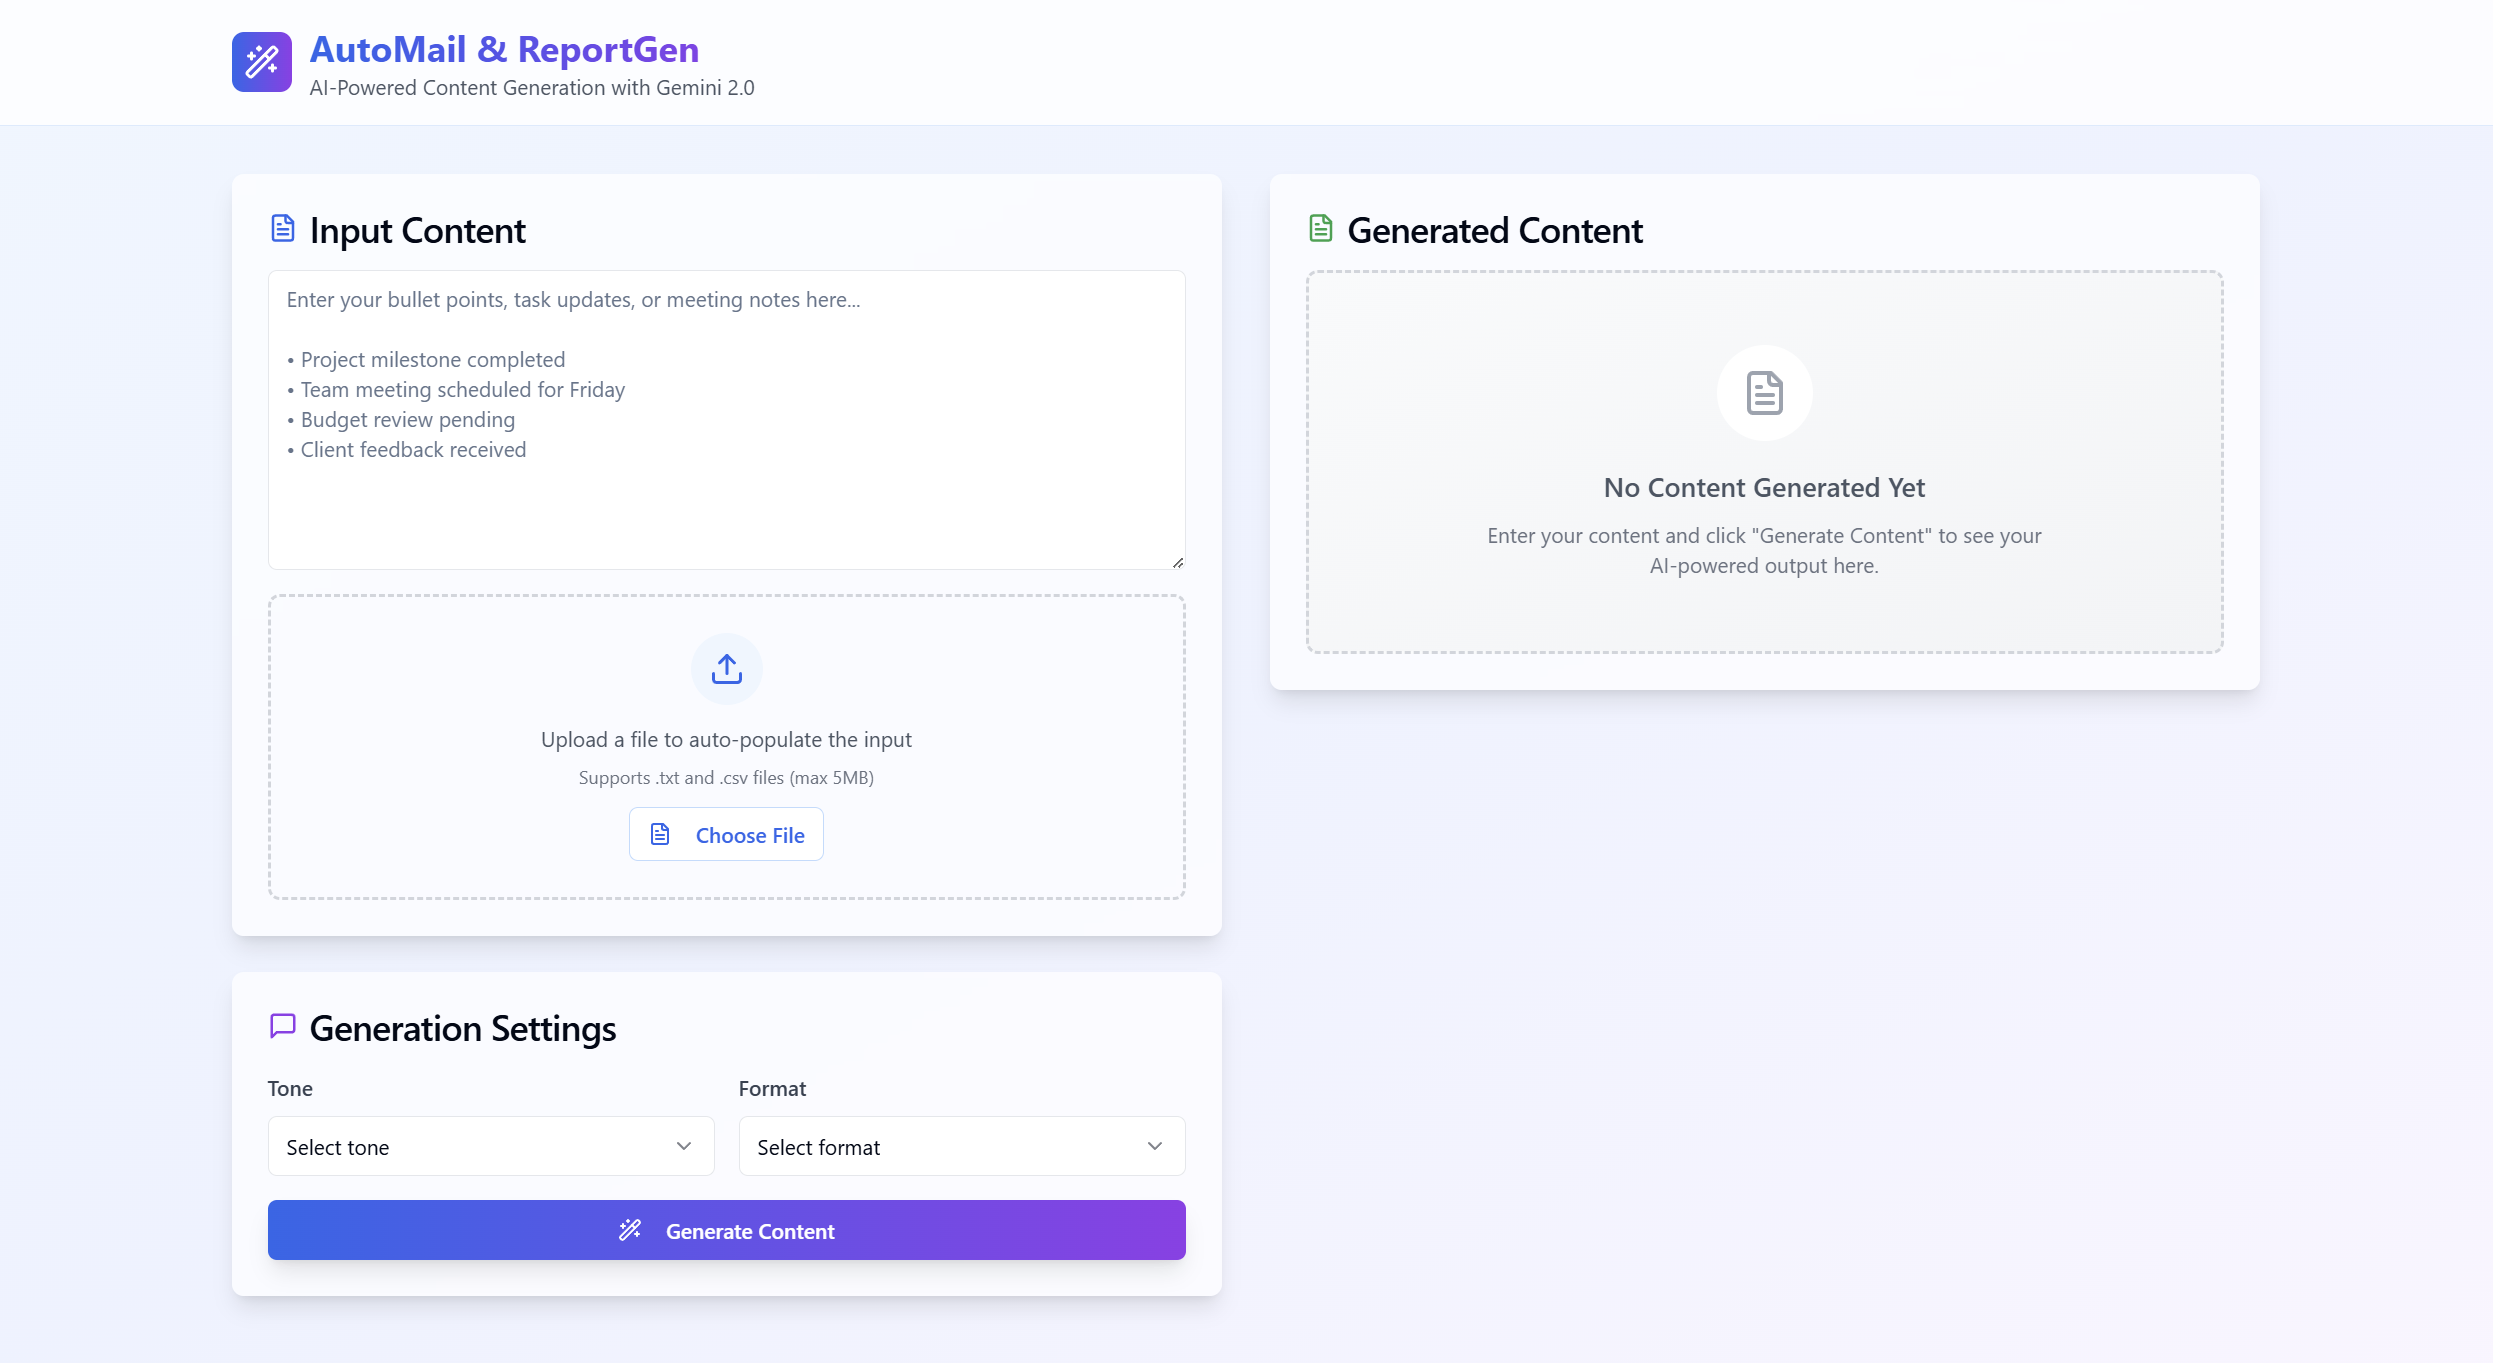 AutoMail & ReportGen
AI-Powered Content Generation with Gemini 2.0
Input Content
Enter your bullet points, task updates, or meeting notes here...
• Project milestone completed
• Team meeting scheduled for Friday
• Budget review pending
• Client feedback received
Upload a file to auto-populate the input
Supports .txt and .csv files (max 5MB)
Choose File
Generation Settings
Tone
Format
Select tone
Select format
Generate Content
Generated Content
No Content Generated Yet
Enter your content and click "Generate Content" to see your
AI-powered output here.